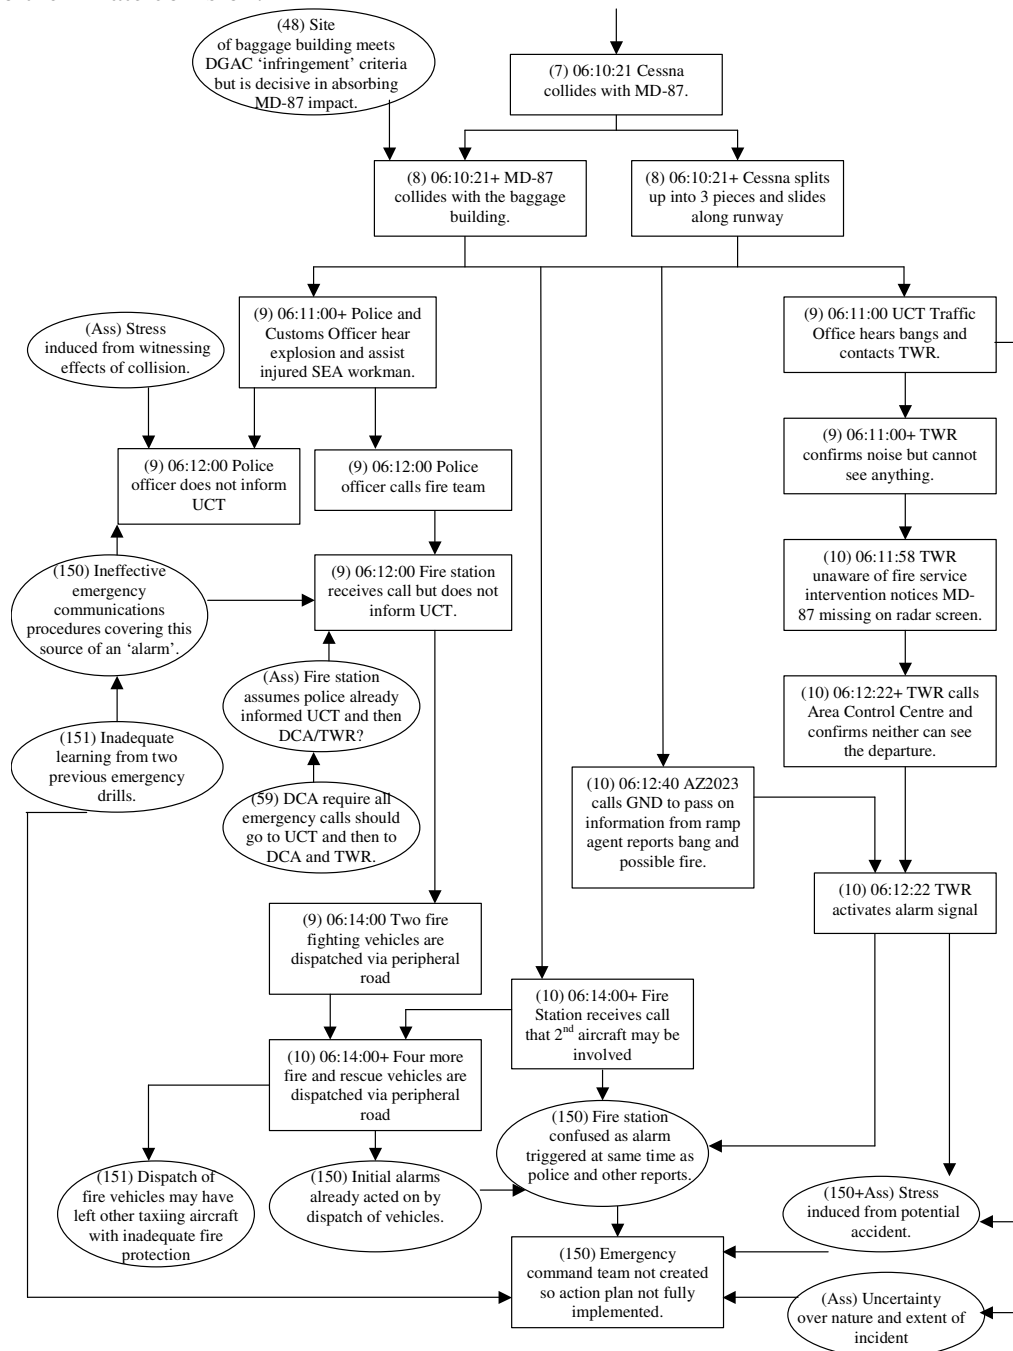 (48) Site
of baggage building meets
DGAC ‘infringement’ criteria
but is decisive in absorbing
MD-87 impact.
(7) 06:10:21 Cessna
collides with MD-87.
(8) 06:10:21+ MD-87
collides with the baggage
building.
(8) 06:10:21+ Cessna splits
up into 3 pieces and slides
along runway
(Ass) Stress
induced from witnessing
effects of collision.
(9) 06:11:00+ Police and
Customs Officer hear
explosion and assist
injured SEA workman.
(9) 06:11:00 UCT Traffic
Office hears bangs and
contacts TWR.
(9) 06:12:00 Police
officer does not inform
UCT
(9) 06:12:00 Police
officer calls fire team
(9) 06:11:00+ TWR
confirms noise but cannot
see anything.
(150) Ineffective
emergency
communications
procedures covering this
source of an ‘alarm’.
(9) 06:12:00 Fire station
receives call but does not
inform UCT.
(10) 06:11:58 TWR
unaware of fire service
intervention notices MD-
87 missing on radar screen.
(Ass) Fire station
assumes police already
informed UCT and then
DCA/TWR?
(10) 06:12:22+ TWR calls
Area Control Centre and
confirms neither can see
the departure.
(151) Inadequate
learning from two
previous emergency
drills.
(59) DCA require all
emergency calls should
go to UCT and then to
DCA and TWR.
(10) 06:12:40 AZ2023
calls GND to pass on
information from ramp
agent reports bang and
possible fire.
(10) 06:12:22 TWR
activates alarm signal
(9) 06:14:00 Two fire
fighting vehicles are
dispatched via peripheral
road
(10) 06:14:00+ Fire
Station receives call
that 2nd aircraft may be
involved
(10) 06:14:00+ Four more
fire and rescue vehicles are
dispatched via peripheral
road
(150) Fire station
confused as alarm
triggered at same time as
police and other reports.
(151) Dispatch of
fire vehicles may have
left other taxiing aircraft
with inadequate fire
protection
(150) Initial alarms
already acted on by
dispatch of vehicles.
(150+Ass) Stress
induced from potential
accident.
(150) Emergency
command team not created
so action plan not fully
implemented.
(Ass) Uncertainty
over nature and extent of
incident